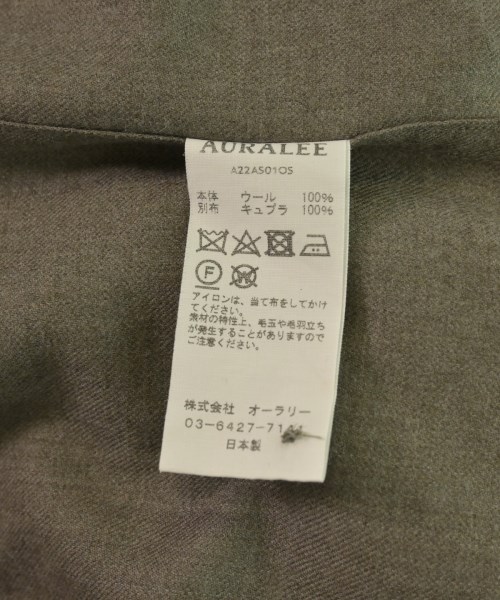 AURALEE
A22AS01OS
本体 ウール 100%
別布 キュプラ 100%
F
W
アイロンは、当て布をしてかけ
てください。
素材の特性上、毛玉や毛羽立ち
が発生することがありますので
ご注意ください。
株式会社 オーラリー
03-6427-71
日本製